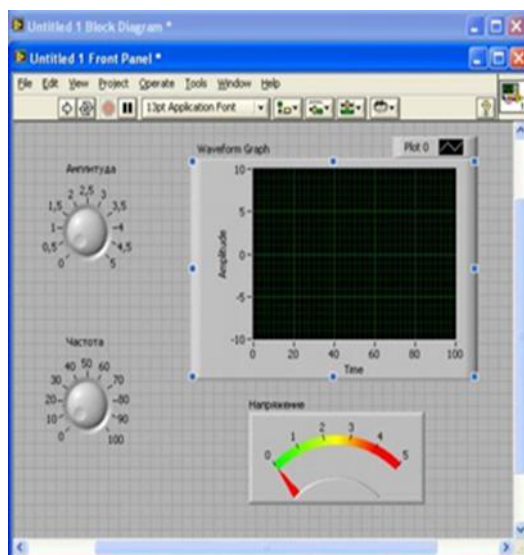 Untitled 1 Block Diagram *
Untitled 1 Front Panel *
File Edit View Project Operate Tools Window Help
13pt Application Font
Амплитуда
0 0,5 1 1,5 2 2,5 3 3,5 4 4,5 5
Waveform Graph
Plot 0
Amplitude
10
5
0
-5
-10
0 20 40 60 80 100
Time
Частота
0 10 20 30 40 50 60 70 80 90 100
Напряжение
0 1 2 3 4 5